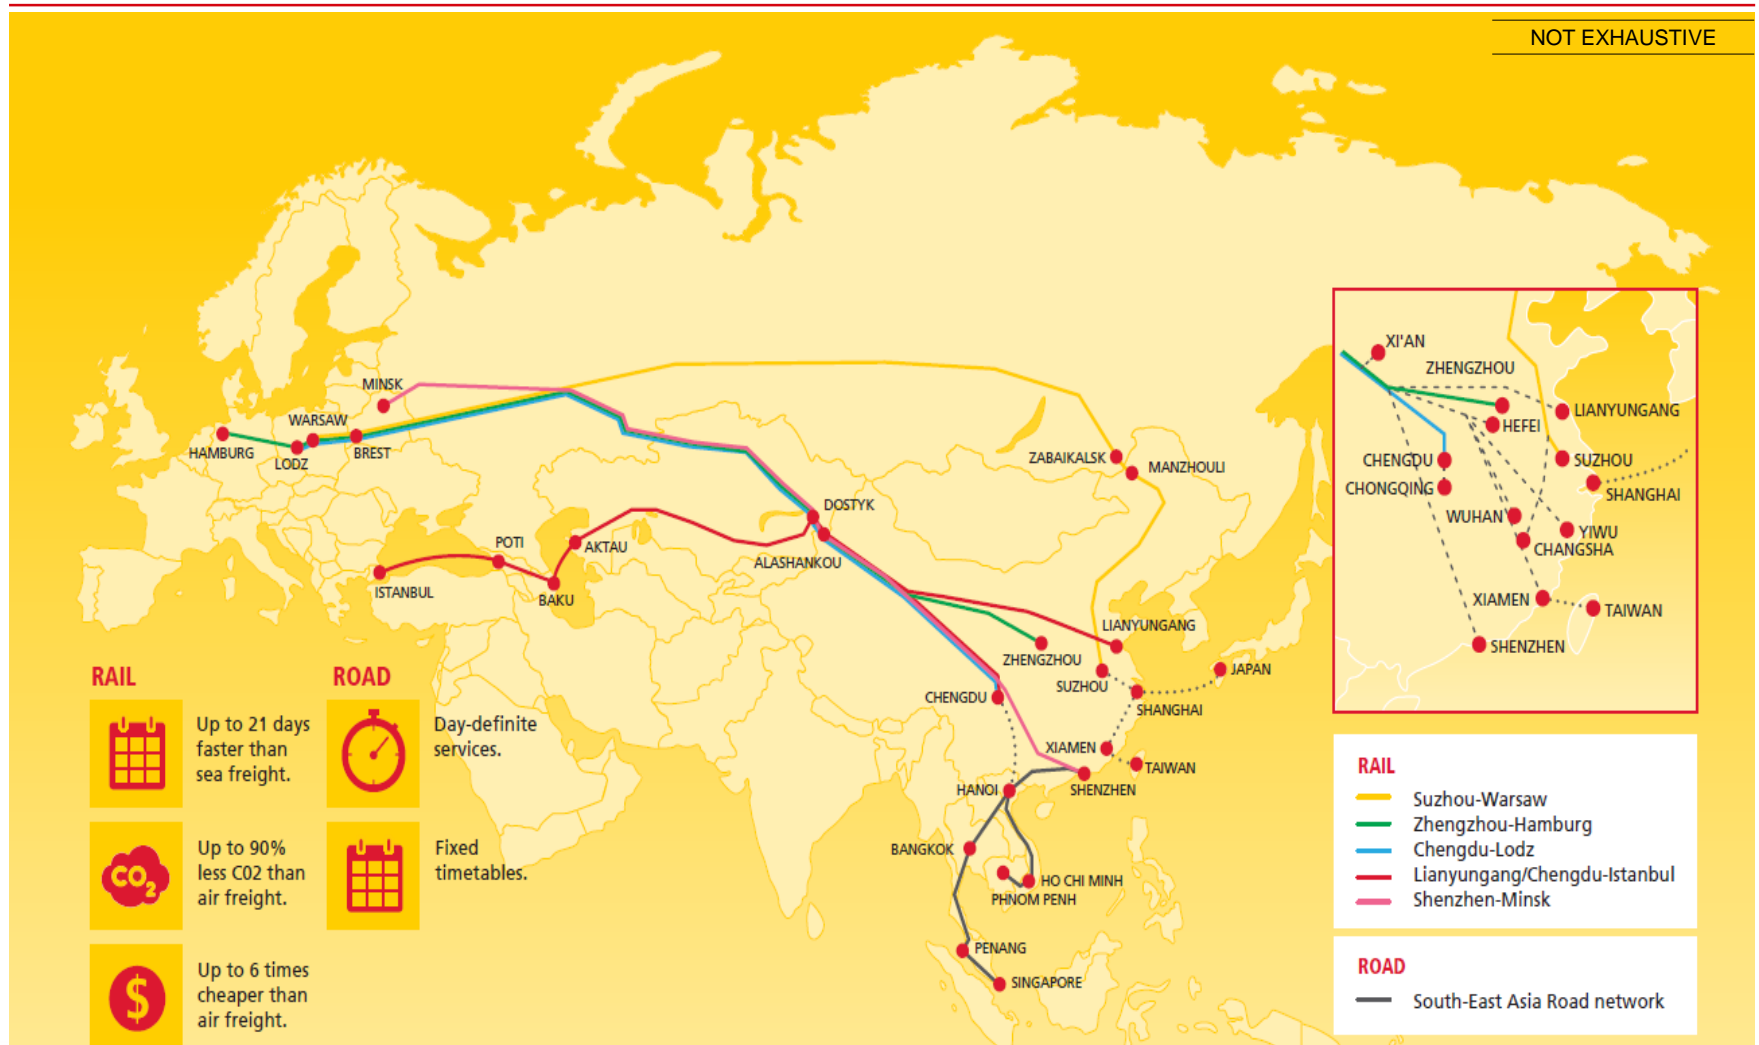 NOT EXHAUSTIVE
MINSK
WARSAW
HAMBURG
LODZ
BREST
ZABAIKALSK
MANZHOULI
DOSTYK
ALASHANKOU
POTI
AKTAU
ISTANBUL
BAKU
LIANYUNGANG
ZHENGZHOU
SUZHOU
JAPAN
CHENGDU
SHANGHAI
XIAMEN
TAIWAN
HANOI
SHENZHEN
BANGKOK
HO CHI MINH
PHNOM PENH
PENANG
SINGAPORE
XI'AN
ZHENGZHOU
LIANYUNGANG
HEFEI
CHENGDU
SUZHOU
CHONGQING
SHANGHAI
WUHAN
YIWU
CHANGSHA
XIAMEN
TAIWAN
SHENZHEN
RAIL
Up to 21 days
faster than
sea freight.
CO2
Up to 90%
less C02 than
air freight.
$
Up to 6 times
cheaper than
air freight.
ROAD
Day-definite
services.
Fixed
timetables.
RAIL
Suzhou-Warsaw
Zhengzhou-Hamburg
Chengdu-Lodz
Lianyungang/Chengdu-Istanbul
Shenzhen-Minsk
ROAD
South-East Asia Road network